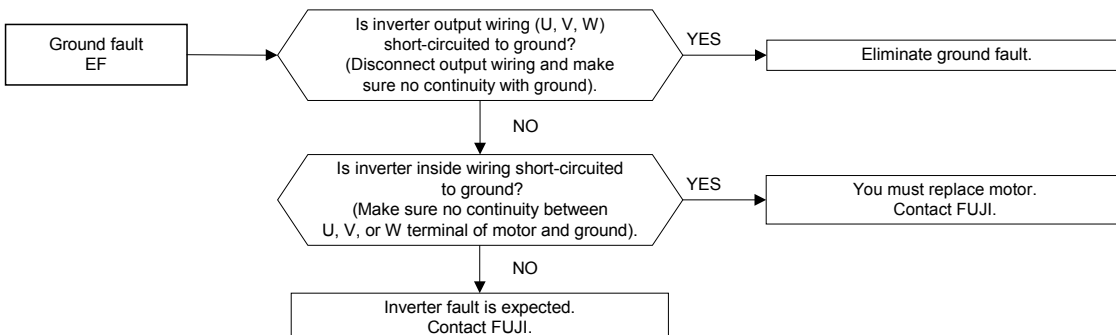 Ground fault
EF
Is inverter output wiring (U, V, W)
short-circuited to ground?
(Disconnect output wiring and make
sure no continuity with ground).
YES
Eliminate ground fault.
NO
Is inverter inside wiring short-circuited
to ground?
(Make sure no continuity between
U, V, or W terminal of motor and ground).
YES
You must replace motor.
Contact FUJI.
NO
Inverter fault is expected.
Contact FUJI.